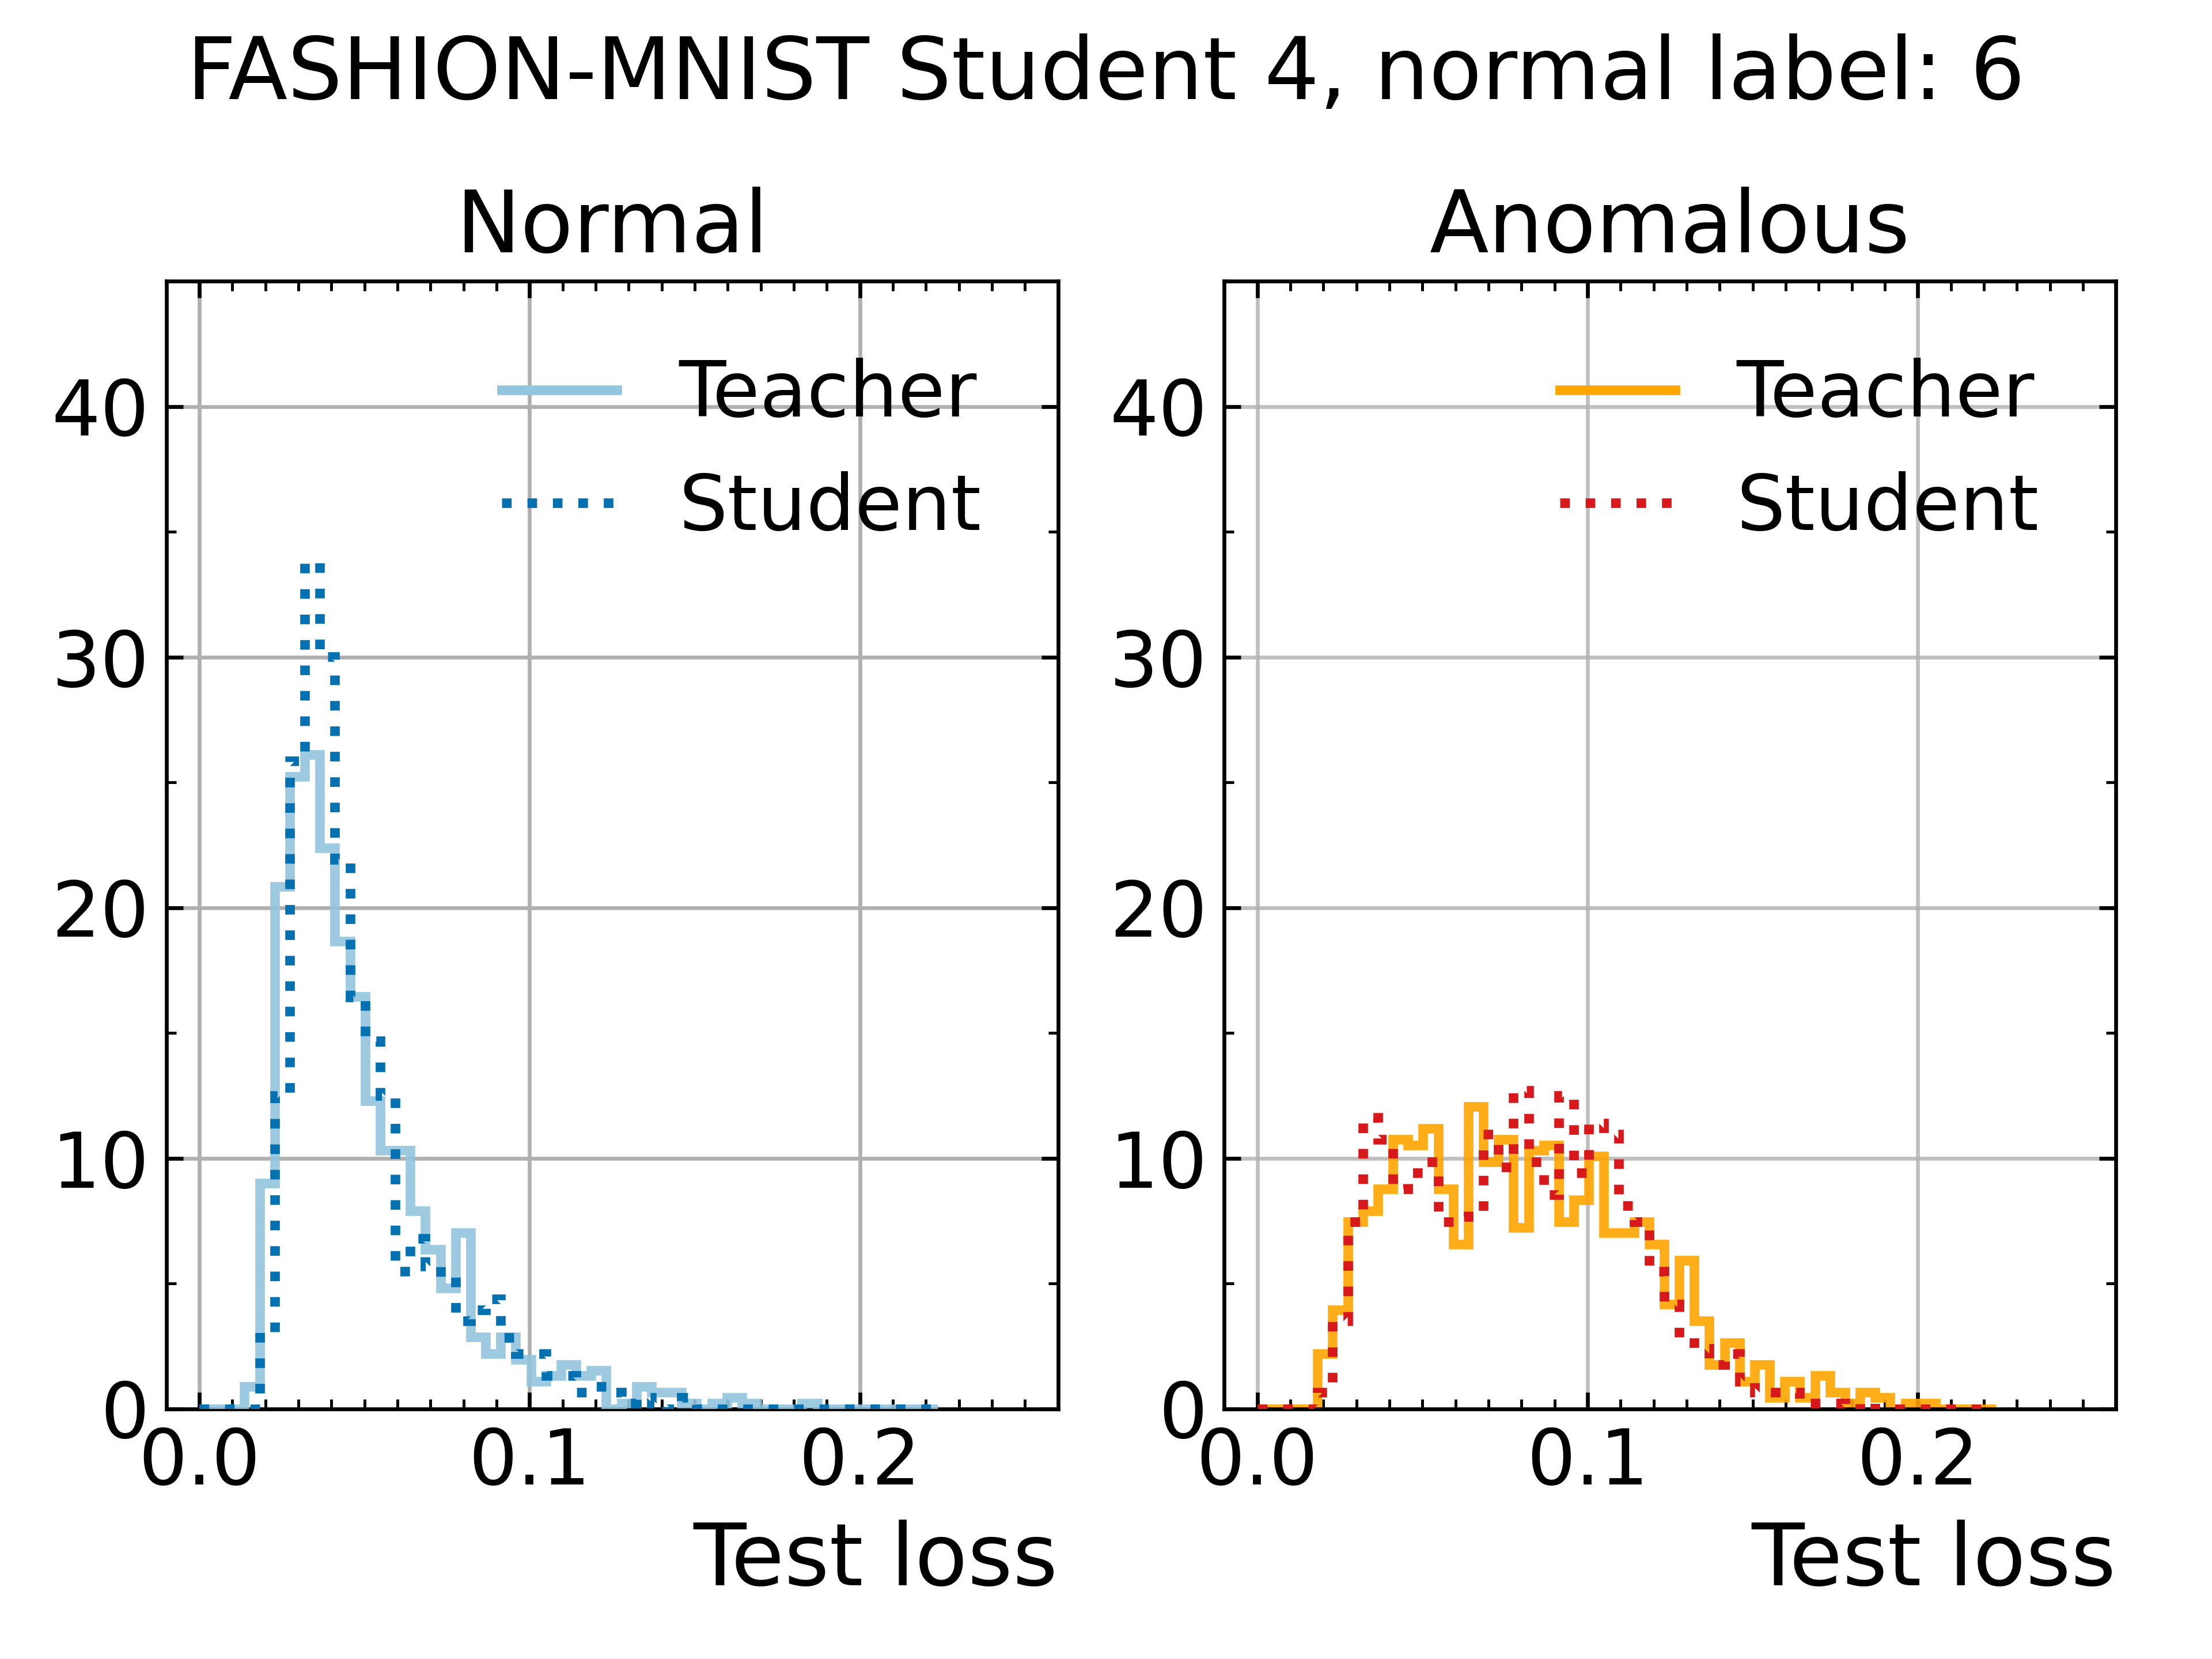 FASHION-MNIST Student 4, normal label: 6
Normal
Anomalous
Teacher
Student
Teacher
Student
40
30
20
10
0
40
30
20
10
0
0.0 0.1 0.2
0.0 0.1 0.2
Test loss
Test loss